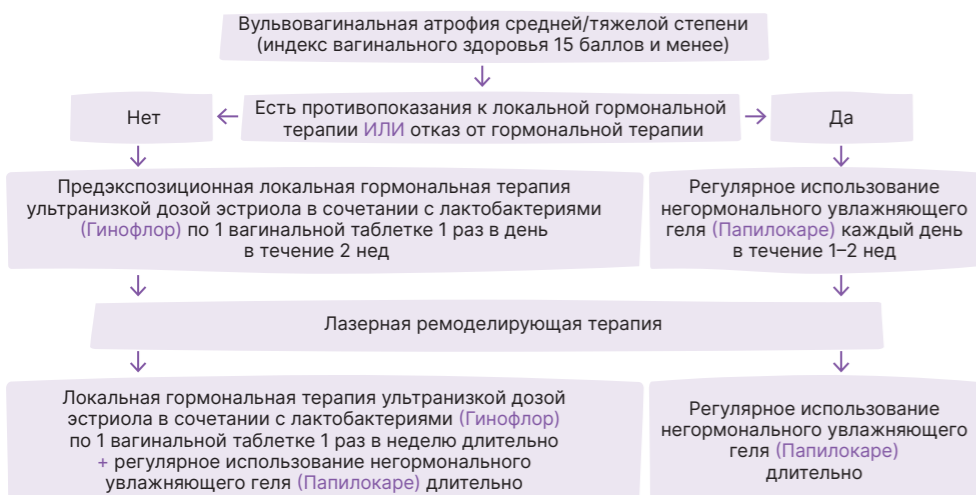 Вульвовагинальная атрофия средней/тяжелой степени
(индекс вагинального здоровья 15 баллов и менее)
Нет
Есть противопоказания к локальной гормональной
терапии ИЛИ отказ от гормональной терапии
Да
Предэкспозиционная локальная гормональная терапия
ультранизкой дозой эстриола в сочетании с лактобактериями
(Гинофлор) по 1 вагинальной таблетке 1 раз в день
в течение 2 нед
Регулярное использование
негормонального увлажняющего
геля (Папилокаре) каждый день
в течение 1–2 нед
Лазерная ремоделирующая терапия
Локальная гормональная терапия ультранизкой дозой
эстриола в сочетании с лактобактериями (Гинофлор)
по 1 вагинальной таблетке 1 раз в неделю длительно
+ регулярное использование негормонального
увлажняющего геля (Папилокаре) длительно
Регулярное использование
негормонального увлажняющего
геля (Папилокаре)
длительно